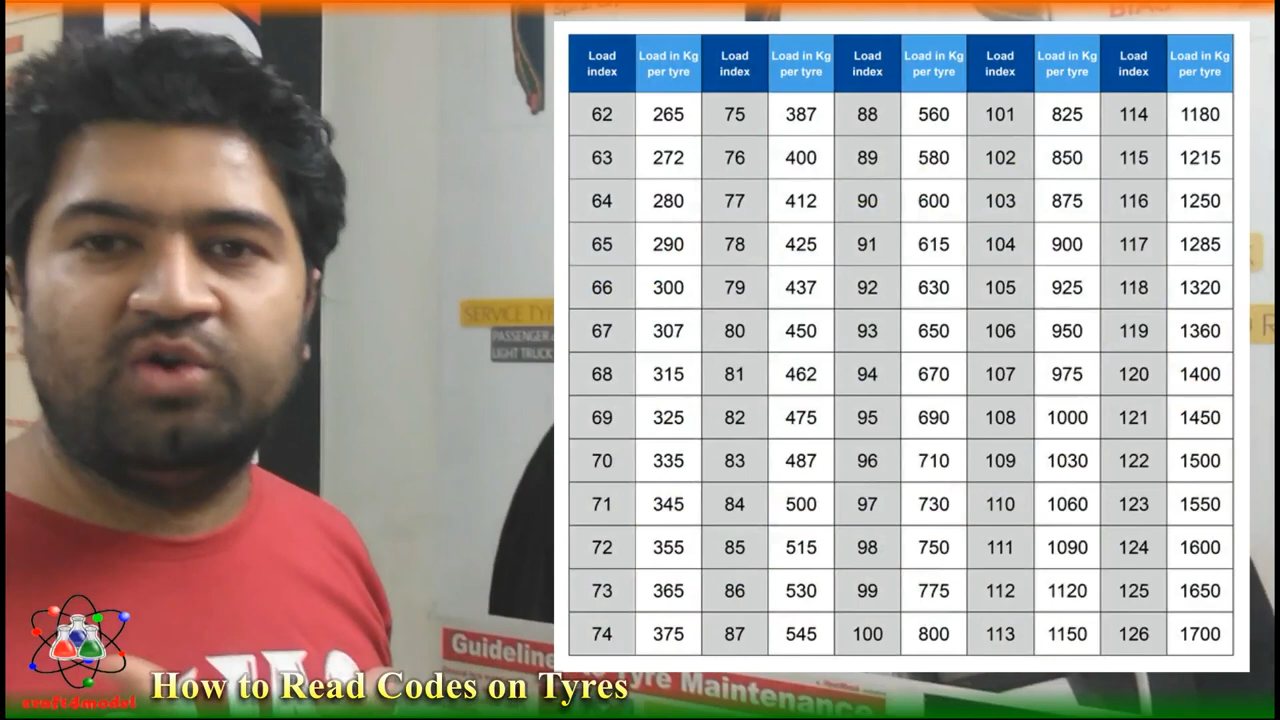 Load index Load in Kg per tyre Load index Load in Kg per tyre Load index Load in Kg per tyre Load index Load in Kg per tyre Load index Load in Kg per tyre
62 265 75 387 88 560 101 825 114 1180
63 272 76 400 89 580 102 850 115 1215
64 280 77 412 90 600 103 875 116 1250
65 290 78 425 91 615 104 900 117 1285
66 300 79 437 92 630 105 925 118 1320
67 307 80 450 93 650 106 950 119 1360
68 315 81 462 94 670 107 975 120 1400
69 325 82 475 95 690 108 1000 121 1450
70 335 83 487 96 710 109 1030 122 1500
71 345 84 500 97 730 110 1060 123 1550
72 355 85 515 98 750 111 1090 124 1600
73 365 86 530 99 775 112 1120 125 1650
74 375 87 545 100 800 113 1150 126 1700
SERVICE TY
PASSENGER
LIGHT TRUCK
Guideline
yre Maintenance
How to Read Codes on Tyres